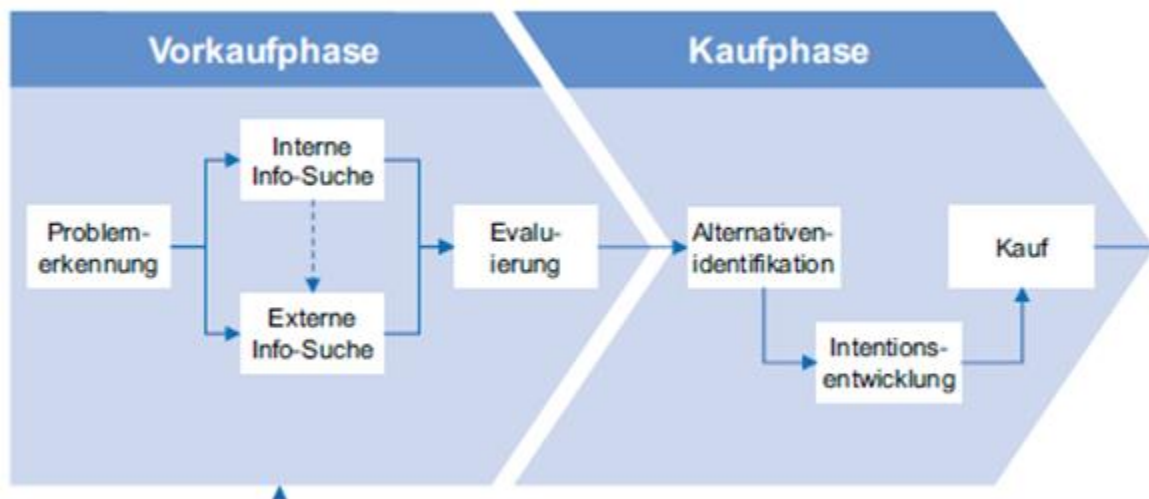 Vorkaufphase
Kaufphase
Interne
Info-Suche
Problem-
erkennung
Externe
Info-Suche
Evalu-
ierung
Alternativen-
identifikation
Intentions-
entwicklung
Kauf